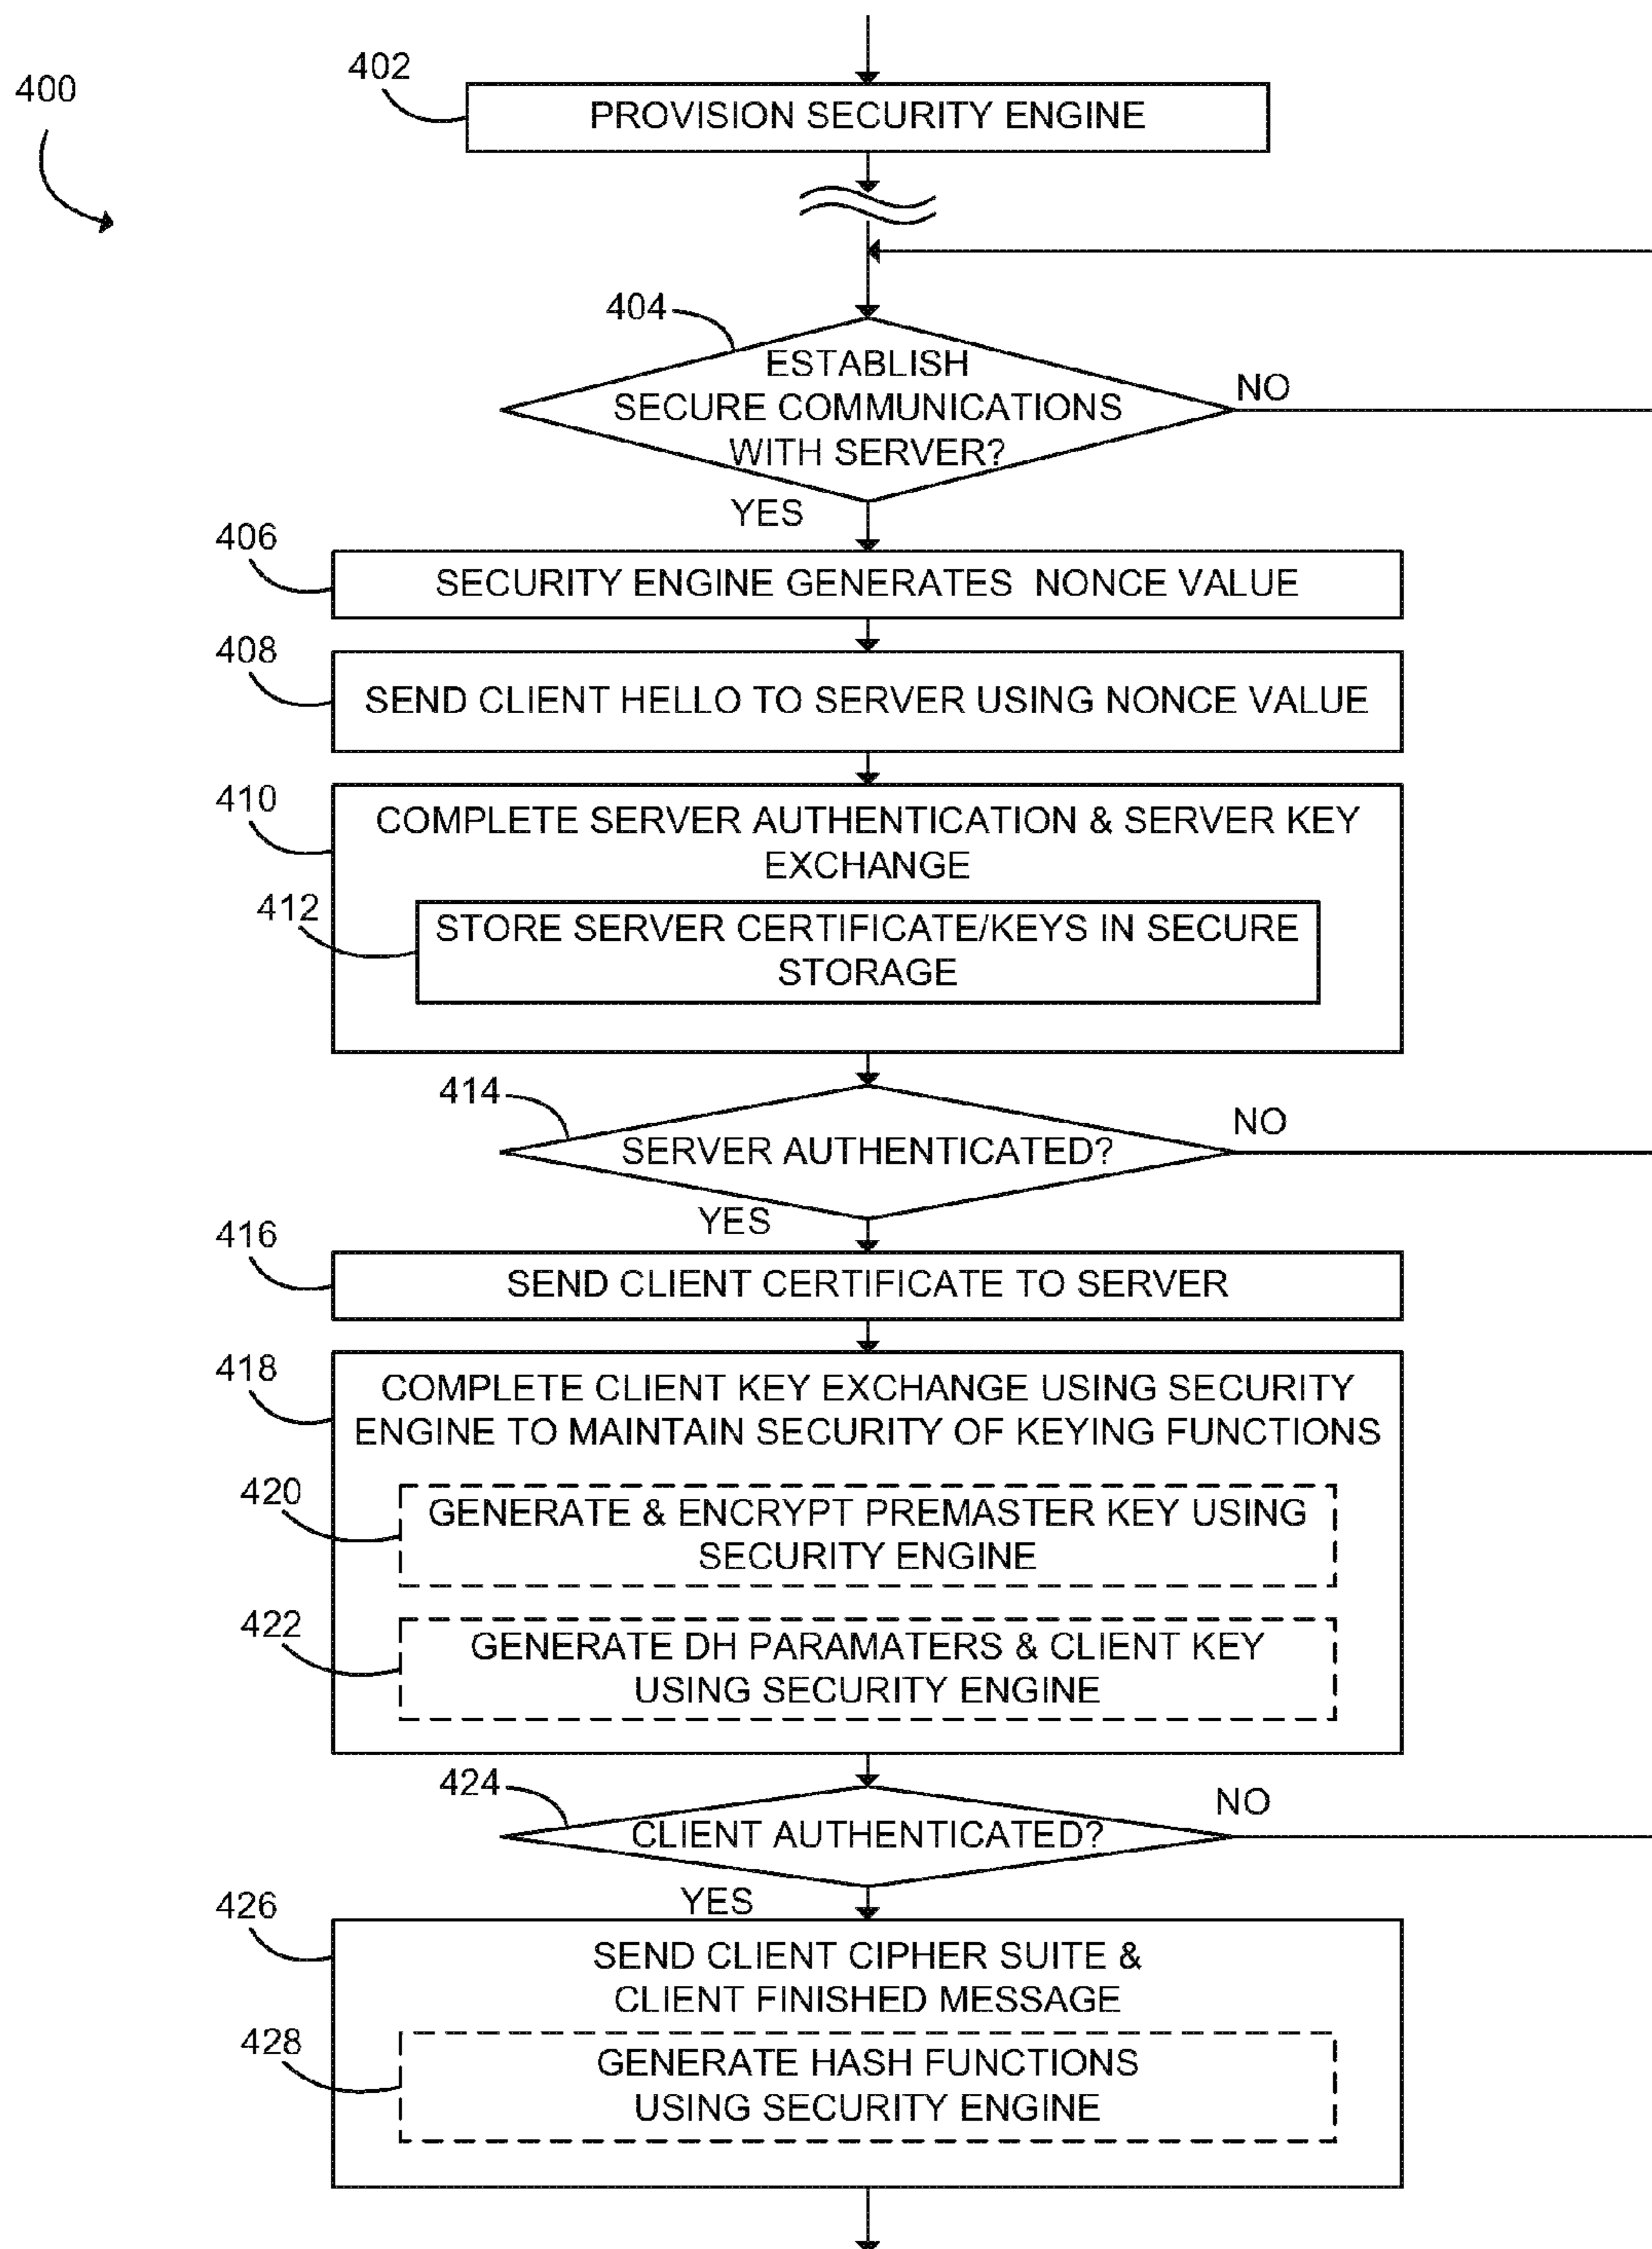 400
402
PROVISION SECURITY ENGINE
404
ESTABLISH
SECURE COMMUNICATIONS
WITH SERVER?
NO
YES
406
SECURITY ENGINE GENERATES NONCE VALUE
408
SEND CLIENT HELLO TO SERVER USING NONCE VALUE
410
COMPLETE SERVER AUTHENTICATION & SERVER KEY
EXCHANGE
412
STORE SERVER CERTIFICATE/KEYS IN SECURE
STORAGE
414
SERVER AUTHENTICATED?
NO
YES
416
SEND CLIENT CERTIFICATE TO SERVER
418
COMPLETE CLIENT KEY EXCHANGE USING SECURITY
ENGINE TO MAINTAIN SECURITY OF KEYING FUNCTIONS
420
GENERATE & ENCRYPT PREMASTER KEY USING
SECURITY ENGINE
422
GENERATE DH PARAMATERS & CLIENT KEY
USING SECURITY ENGINE
424
CLIENT AUTHENTICATED?
NO
YES
426
SEND CLIENT CIPHER SUITE &
CLIENT FINISHED MESSAGE
428
GENERATE HASH FUNCTIONS
USING SECURITY ENGINE